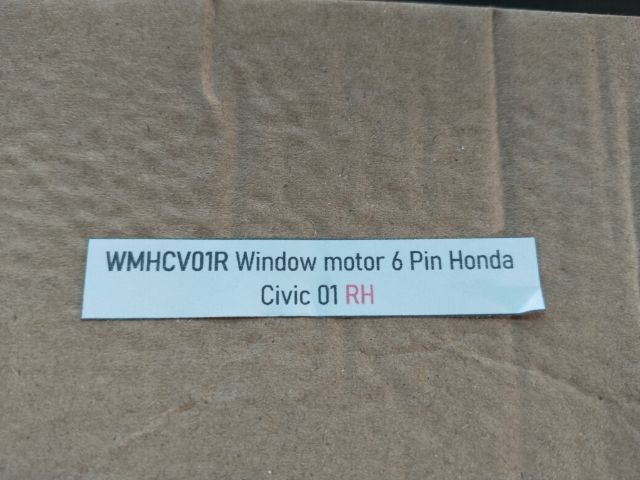 WMHCV01R Window motor 6 Pin Honda
Civic 01 RH